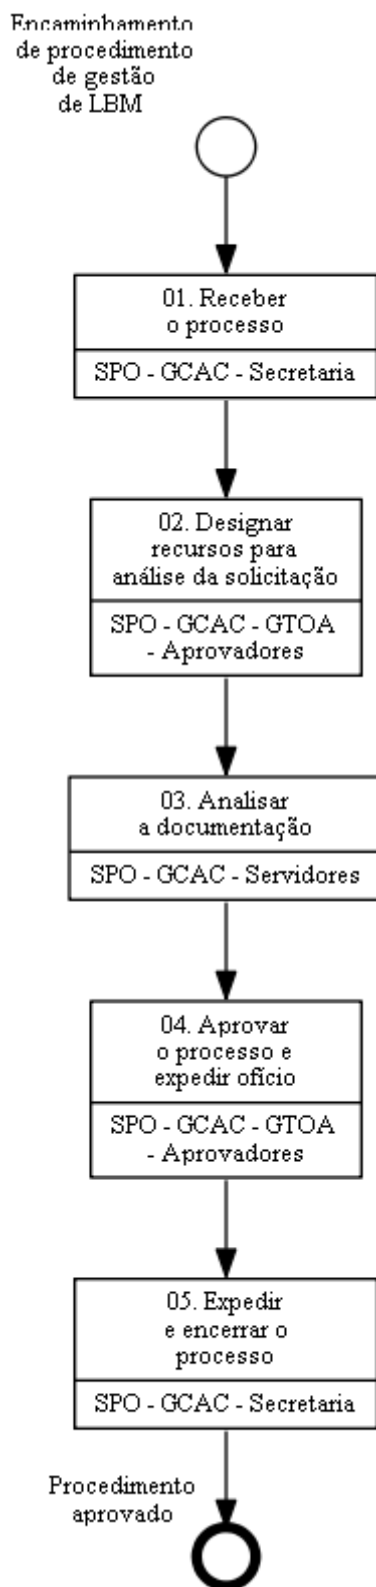 Encaminhamento
de procedimento
de gestão
de LBM
01. Receber
o processo
SPO - GCAC - Secretaria
02. Designar
recursos para
análise da solicitação
SPO - GCAC - GTOA
- Aprovadores
03. Analisar
a documentação
SPO - GCAC - Servidores
04. Aprovar
o processo e
expedir ofício
SPO - GCAC - GTOA
- Aprovadores
05. Expedir
e encerrar o
processo
SPO - GCAC - Secretaria
Procedimento
aprovado